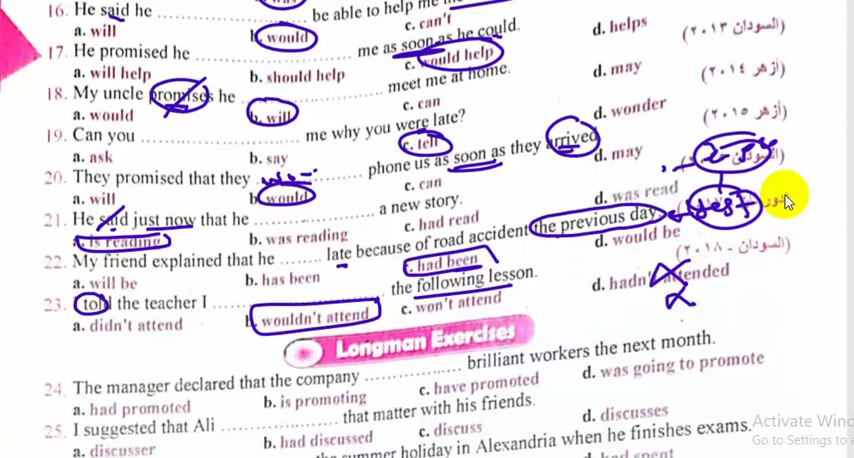 16. He said he ................ be able to help me
a. will b. would c. can't d. helps
17. He promised he ................ me as soon as he could. (السودان ٢٠١٣)
a. will help b. should help c. would help d. may
18. My uncle promises he ................ meet me at home. (أزهر ٢٠١٤)
a. would b. will c. can d. wonder
19. Can you ................ me why you were late? (أزهر ٢٠١٥)
a. ask b. say c. tell d. may
20. They promised that they ................ phone us as soon as they arrived
a. will b. would c. can d. was read
21. He said just now that he ................ a new story.
a. is reading b. was reading c. had read d. would be
22. My friend explained that he ........ late because of road accident the previous day. yest
a. will be b. has been c. had been (السودان - ٢٠١٨)
23. I told the teacher I ................ the following lesson.
a. didn't attend b. wouldn't attend c. won't attend d. hadn't attended
Longman Exercises
24. The manager declared that the company ................ brilliant workers the next month.
a. had promoted b. is promoting c. have promoted d. was going to promote
25. I suggested that Ali ................ that matter with his friends.
a. discusser b. had discussed c. discuss d. discusses
summer holiday in Alexandria when he finishes exams.
Activate Wind
Go to Settings to